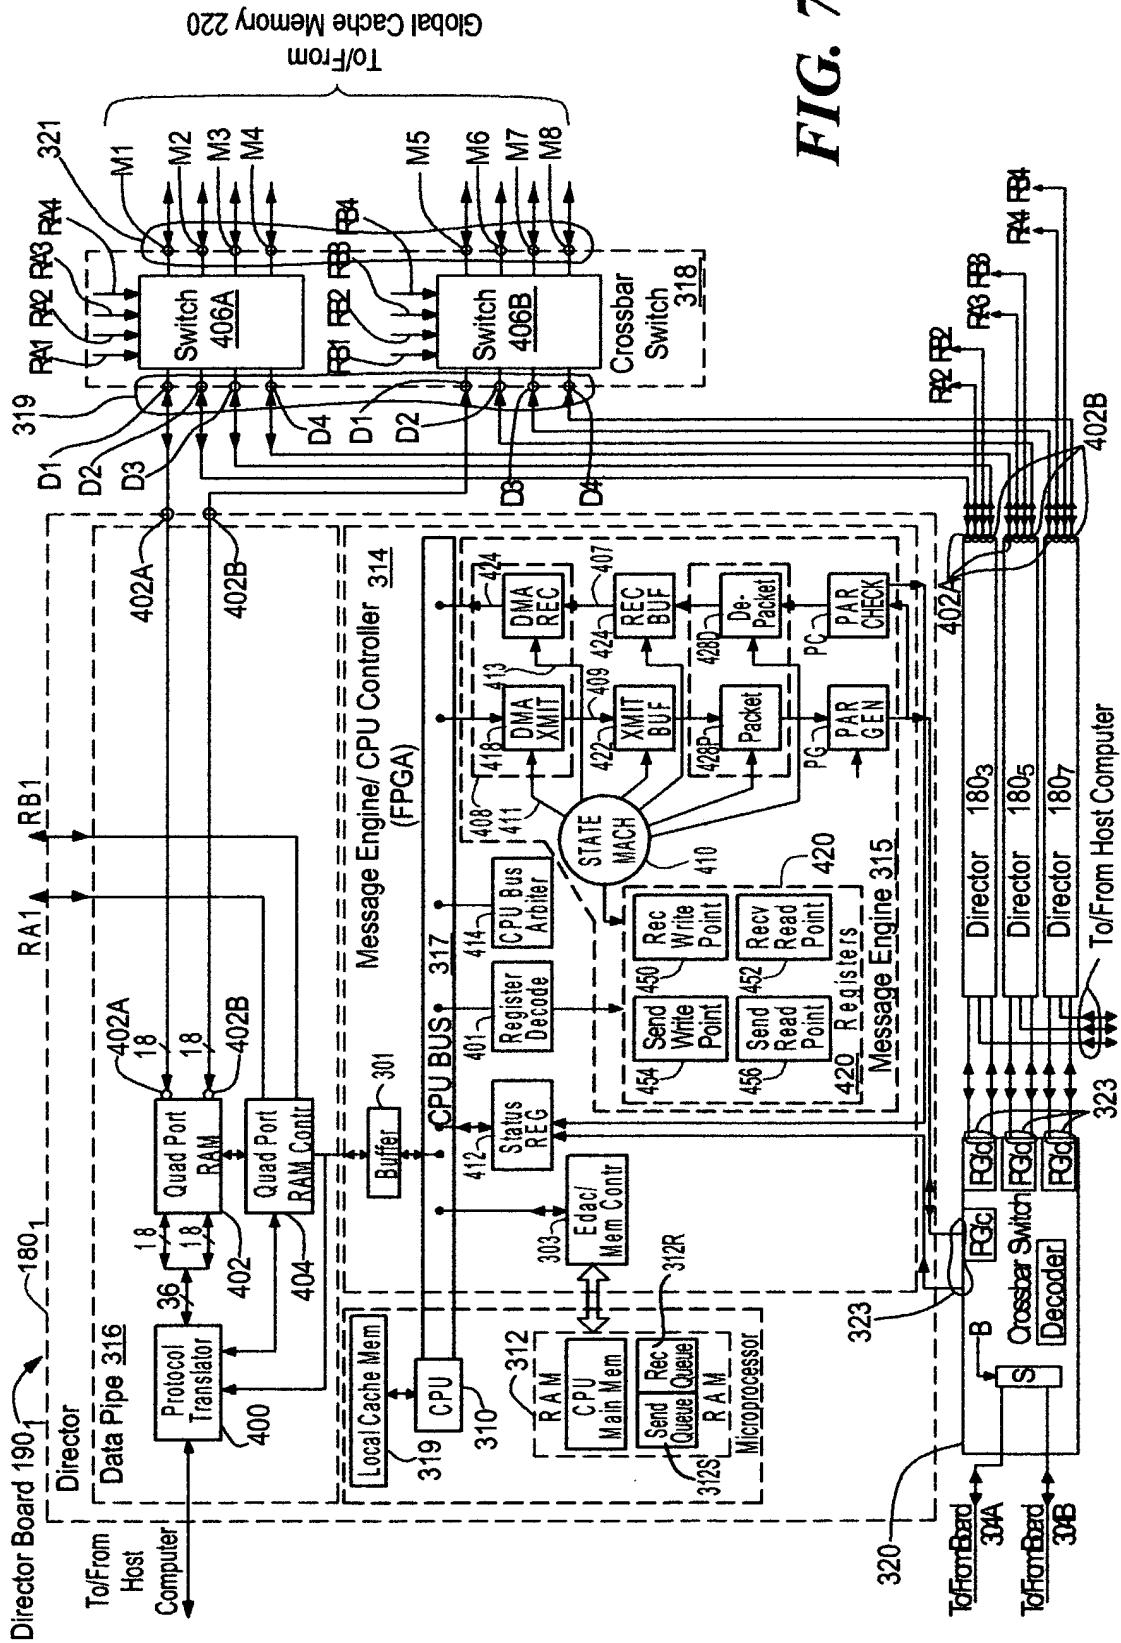 Director Board 190₁
180₁
Director
To/From
Host
Computer
Data Pipe 316
Protocol
Translator
400
36
18
18
402
404
Quad Port
RAM
Quad Port
RAM Contr
402A
402B
18
18
RA1
RB1
402A
402B
319
D1
D2
D3
D4
D1
D2
D3
D4
RA1
RA2
RA3
RA4
Switch
406A
RB1
RB2
RB3
RB4
Switch
406B
Crossbar
Switch
318
321
M1
M2
M3
M4
M5
M6
M7
M8
To/From
Global Cache Memory 220
Message Engine/ CPU Controller 314
(FPGA)
Local Cache Mem
319
CPU
310
CPU BUS 317
Buffer
301
303
Edac/
Mem Contr
312
RAM
CPU
Main Mem
Send
Queue
Rec
Queue
RAM
312S
312R
Microprocessor
412
Status
REG
401
Register
Decode
414
CPU Bus
Arbiter
454
Send
Write
Point
450
Rec
Write
Point
456
Send
Read
Point
452
Recv
Read
Point
420
420 Registers
Message Engine 315
STATE
MACH
410
408
411
413
418
DMA
XMIT
DMA
REC
424
409
407
422
XMIT
BUF
424
REC
BUF
428P
Packet
428D
De-
Packet
PG
PAR
GEN
PC
PAR
CHECK
320
323
To/From Board
304A
To/From Board
304B
S
B
PGIc
Crossbar Switch
Decoder
PGId
PGId
PGId
323
Director 180₃
Director 180₅
Director 180₇
To/From Host Computer
402A
402B
RA2
RB2
RA3
RB3
RA4
RB4
FIG. 7